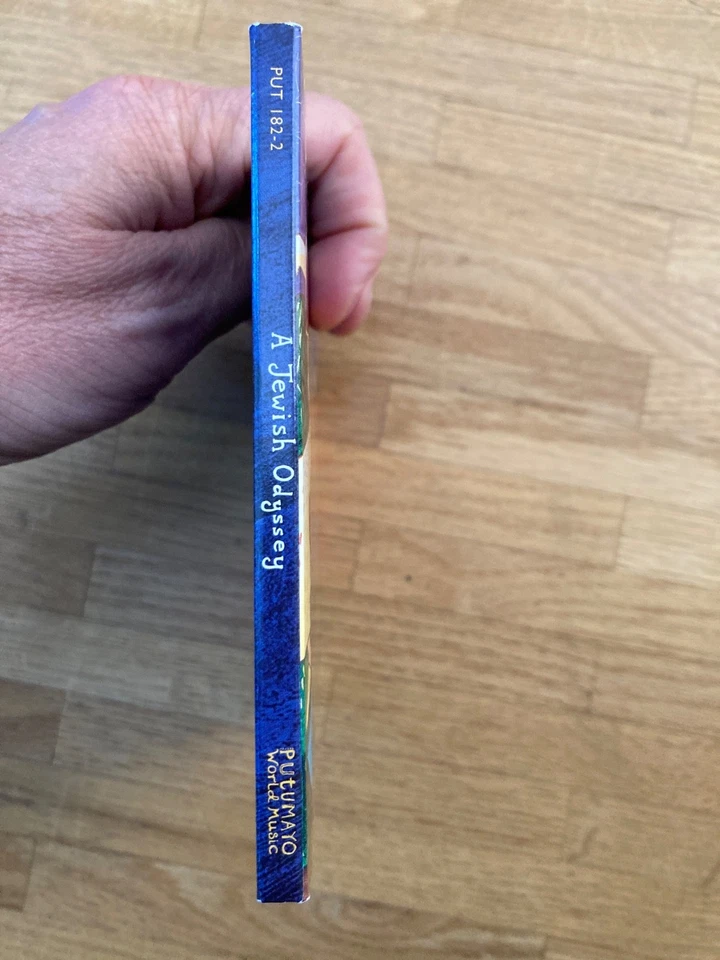 PUT 182-2
A Jewish Odyssey
PUTUMAYO
World Music